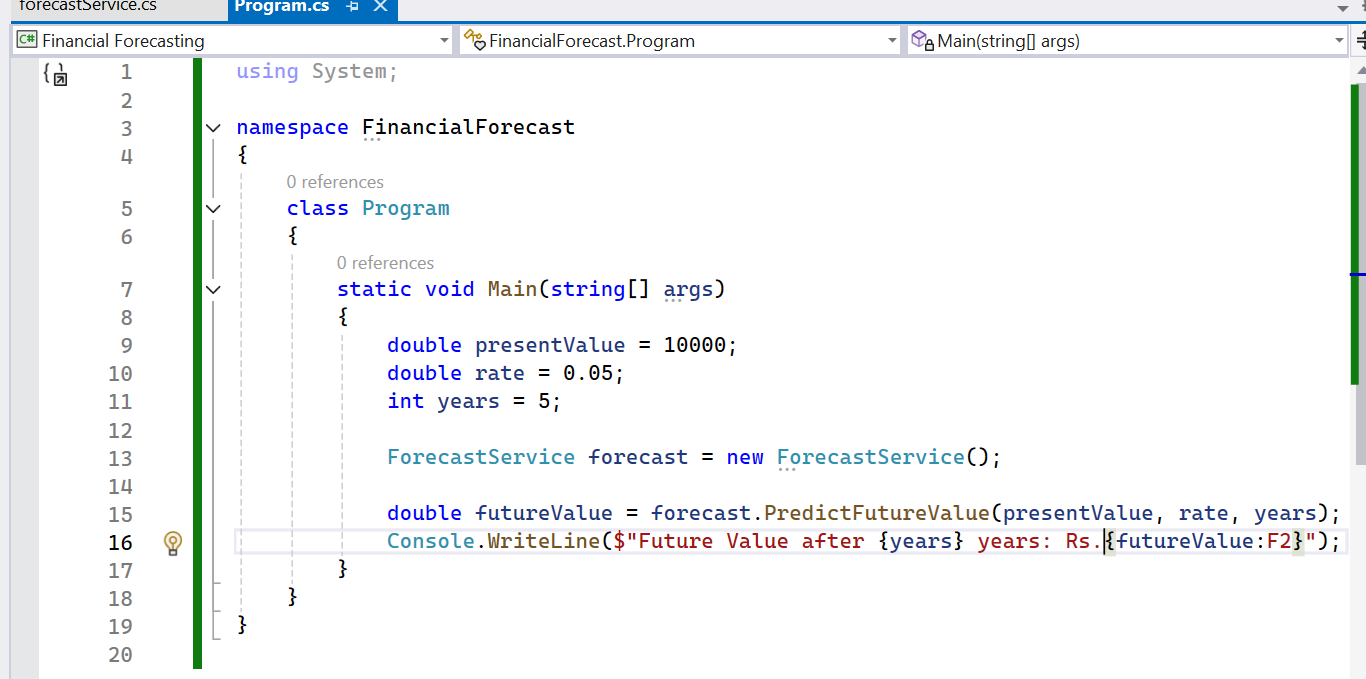 forecastService.cs Program.cs
C# Financial Forecasting FinancialForecast.Program Main(string[] args)
1 using System;
2
3 namespace FinancialForecast
4 {
0 references
5 class Program
6 {
0 references
7 static void Main(string[] args)
8 {
9 double presentValue = 10000;
10 double rate = 0.05;
11 int years = 5;
12
13 ForecastService forecast = new ForecastService();
14
15 double futureValue = forecast.PredictFutureValue(presentValue, rate, years);
16 Console.WriteLine($"Future Value after {years} years: Rs.{futureValue:F2}");
17 }
18 }
19 }
20